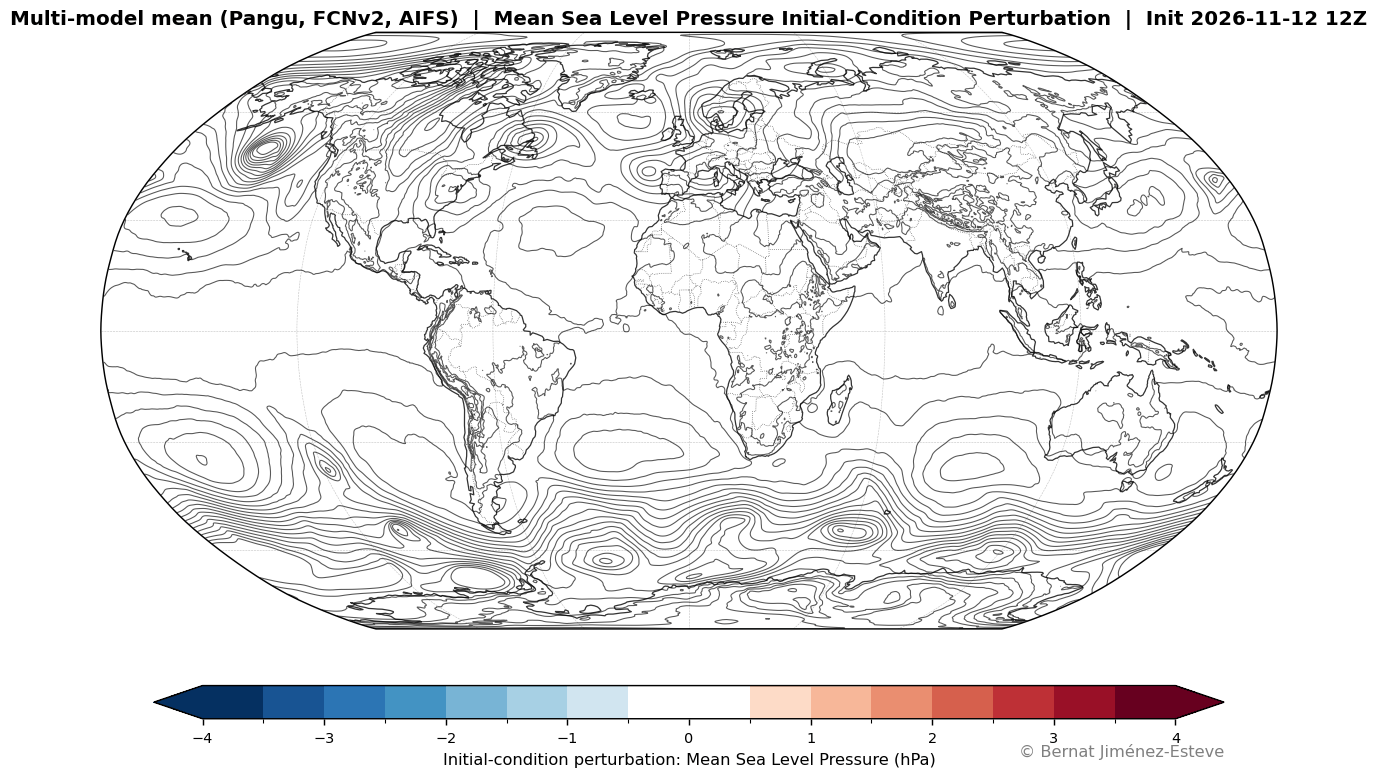 Multi-model mean (Pangu, FCNv2, AIFS)  |  Mean Sea Level Pressure Initial-Condition Perturbation  |  Init 2026-11-12 12Z
−4 −3 −2 −1 0 1 2 3 4
Initial-condition perturbation: Mean Sea Level Pressure (hPa)
© Bernat Jiménez-Esteve